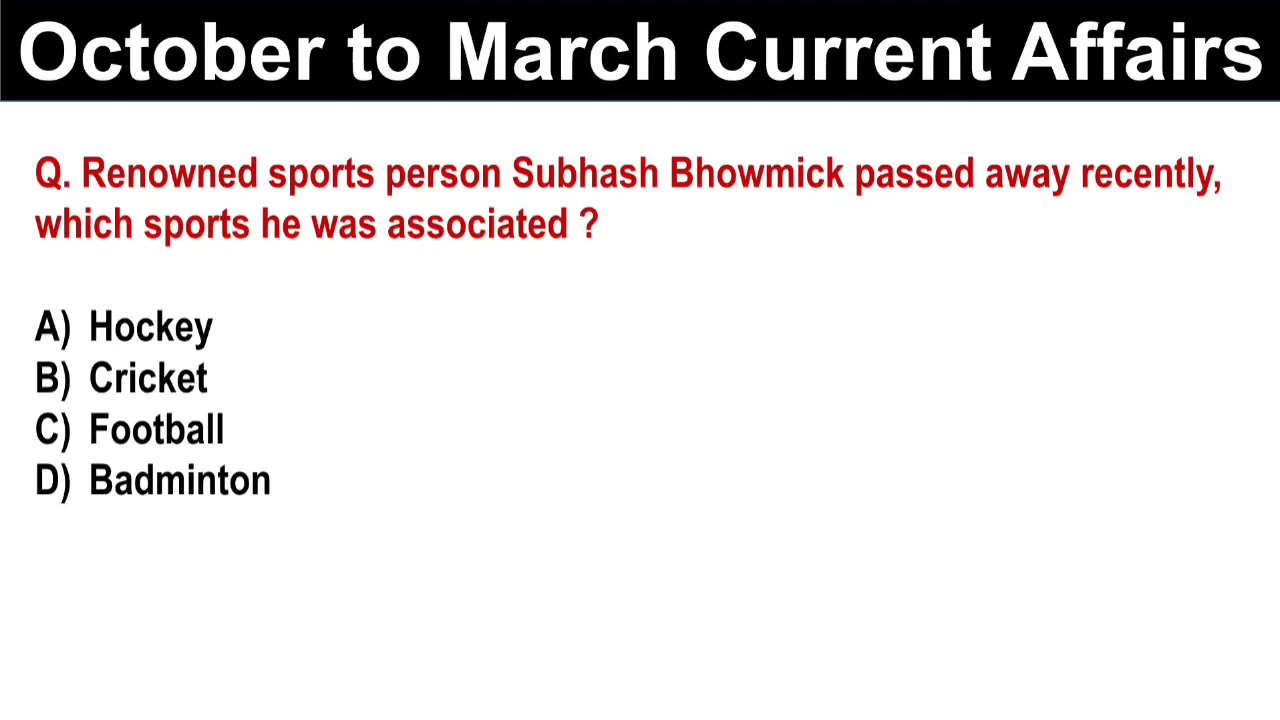 October to March Current Affairs
Q. Renowned sports person Subhash Bhowmick passed away recently,
which sports he was associated ?
A) Hockey
B) Cricket
C) Football
D) Badminton